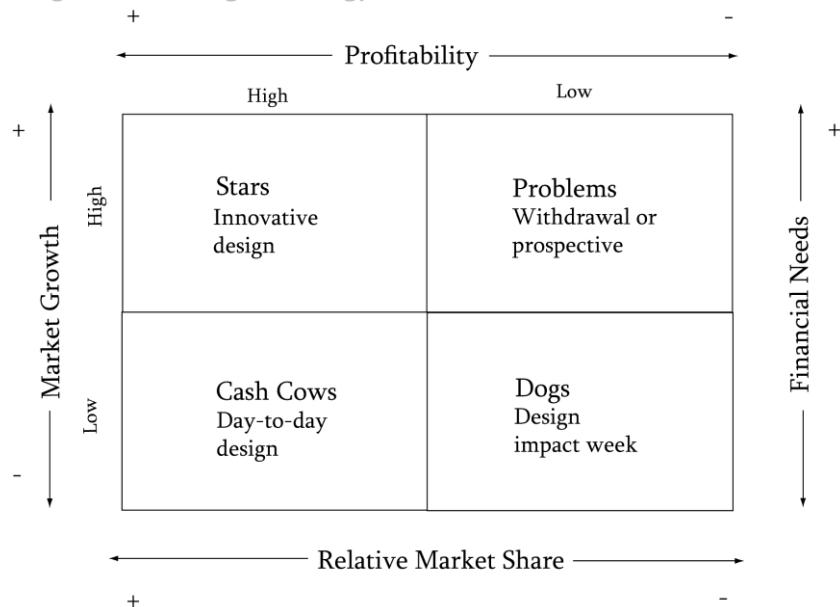 + -
Profitability
High Low
+ +
High
Market Growth
Low
-
Financial Needs
Stars
Innovative
design
Problems
Withdrawal or
prospective
Cash Cows
Day-to-day
design
Dogs
Design
impact week
Relative Market Share
+ -